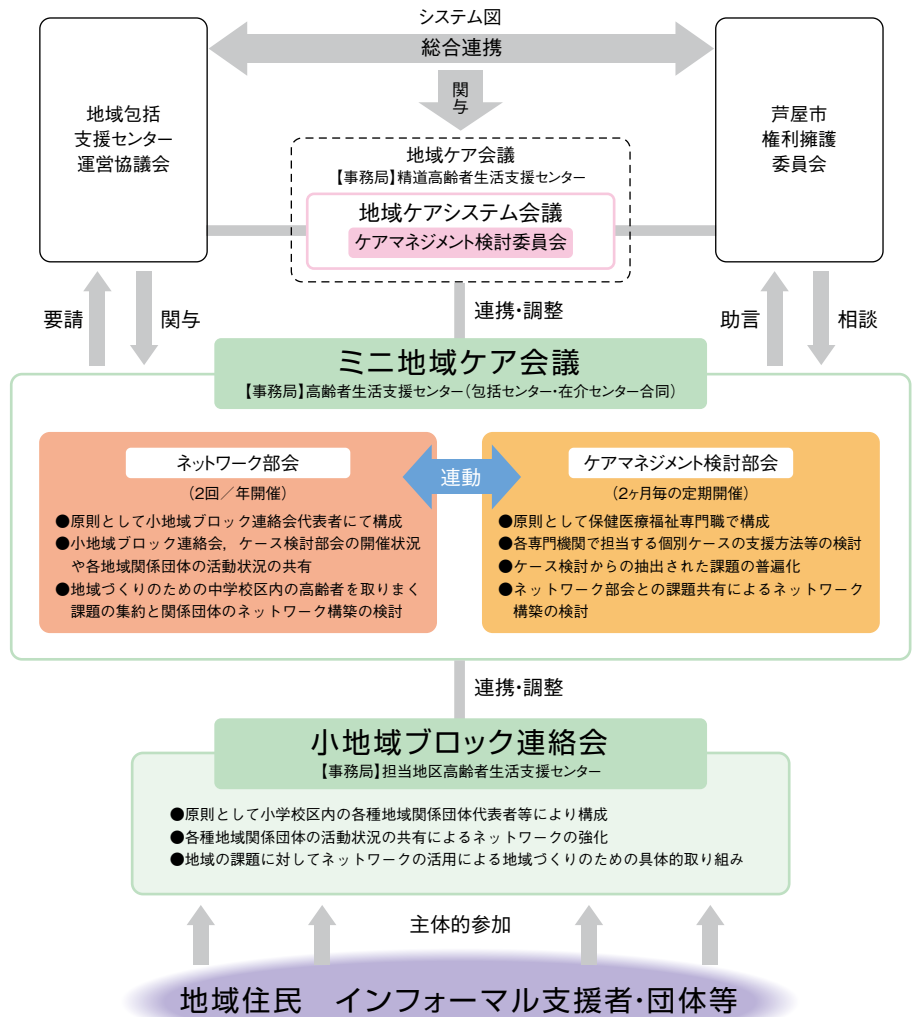 システム図
総合連携
関与
地域包括
支援センター
運営協議会
芦屋市
権利擁護
委員会
地域ケア会議
【事務局】精道高齢者生活支援センター
地域ケアシステム会議
ケアマネジメント検討委員会
要請
関与
連携・調整
助言
相談
ミニ地域ケア会議
【事務局】高齢者生活支援センター（包括センター・在介センター合同）
ネットワーク部会
（2回／年開催）
●原則として小地域ブロック連絡会代表者にて構成
●小地域ブロック連絡会，ケース検討部会の開催状況
や各地域関係団体の活動状況の共有
●地域づくりのための中学校区内の高齢者を取りまく
課題の集約と関係団体のネットワーク構築の検討
連動
ケアマネジメント検討部会
（2ヶ月毎の定期開催）
●原則として保健医療福祉専門職で構成
●各専門機関で担当する個別ケースの支援方法等の検討
●ケース検討からの抽出された課題の普遍化
●ネットワーク部会との課題共有によるネットワーク
構築の検討
連携・調整
小地域ブロック連絡会
【事務局】担当地区高齢者生活支援センター
●原則として小学校区内の各種地域関係団体代表者等により構成
●各種地域関係団体の活動状況の共有によるネットワークの強化
●地域の課題に対してネットワークの活用による地域づくりのための具体的取り組み
主体的参加
地域住民　インフォーマル支援者・団体等